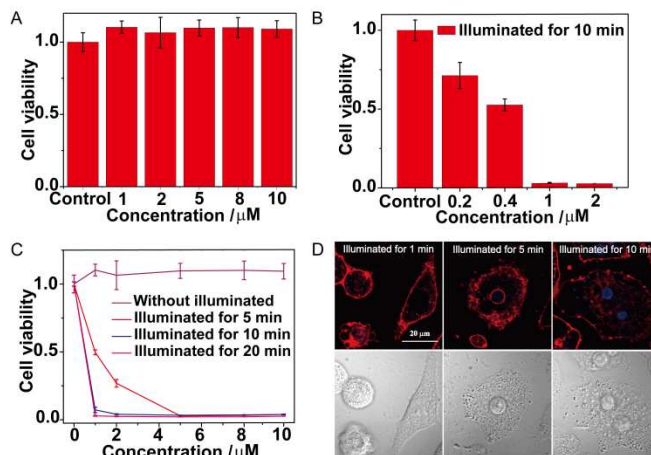 A
Cell viability
1.0
0.5
0.0
Control 1 2 5 8 10
Concentration /μM
B
Illuminated for 10 min
Cell viability
1.0
0.5
0.0
Control 0.2 0.4 1 2
Concentration /μM
C
Cell viability
1.0
0.5
0.0
Without illuminated
Illuminated for 5 min
Illuminated for 10 min
Illuminated for 20 min
0 2 4 6 8 10
Concentration /μM
D
Illuminated for 1 min
Illuminated for 5 min
Illuminated for 10 min
20 μm